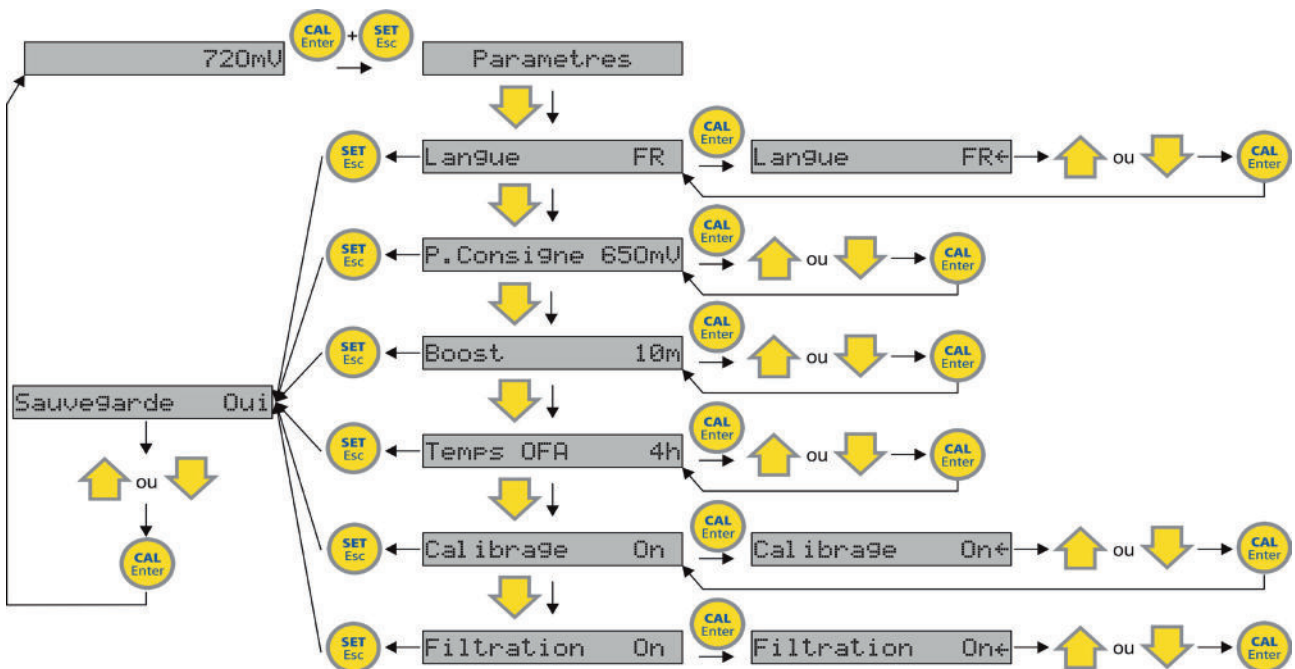 720mV CAL Enter + SET Esc Parametres
SET Esc Langue FR CAL Enter Langue FR← ou CAL Enter
SET Esc P.Consigne 650mV CAL Enter ou CAL Enter
SET Esc Boost 10m CAL Enter ou CAL Enter
Sauvegarde Oui
SET Esc Temps OFA 4h CAL Enter ou CAL Enter
ou
SET Esc Calibrage On CAL Enter Calibrage On← ou CAL Enter
CAL Enter
SET Esc Filtration On CAL Enter Filtration On← ou CAL Enter